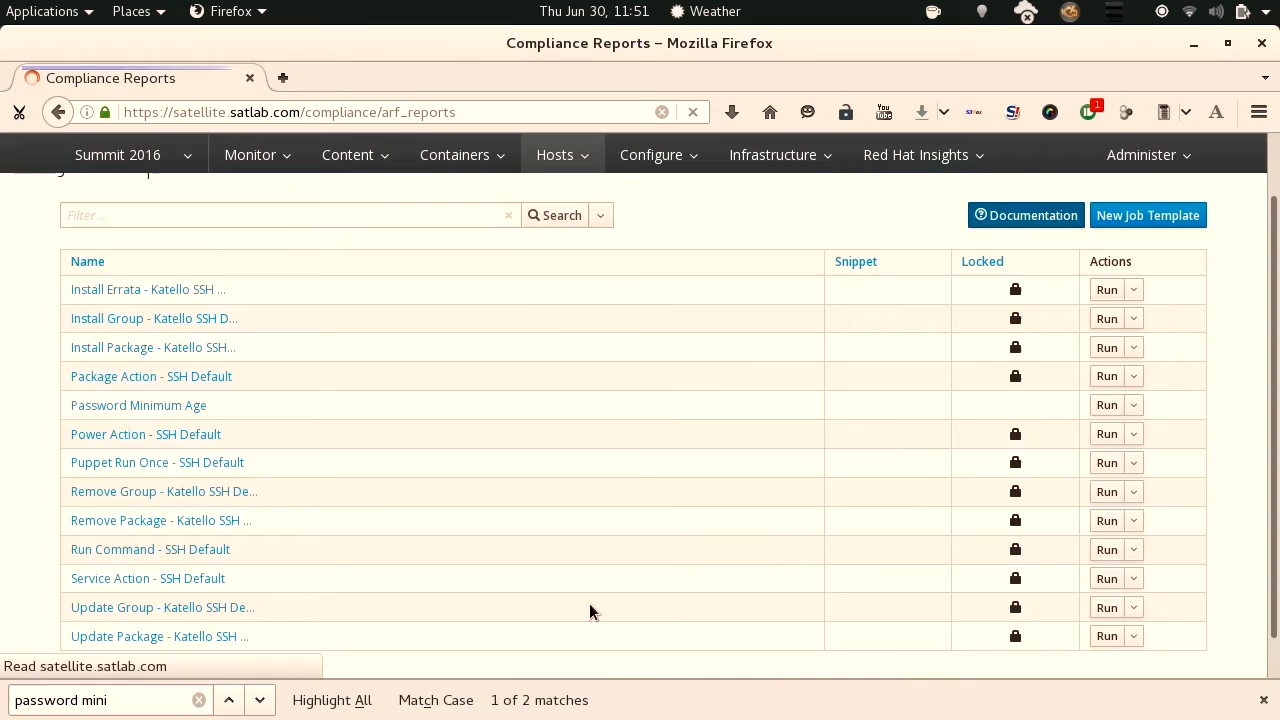 Applications Places Firefox Thu Jun 30, 11:51 Weather
Compliance Reports – Mozilla Firefox
Compliance Reports
https://satellite.satlab.com/compliance/arf_reports You Tube S! 1 A
Summit 2016 Monitor Content Containers Hosts Configure Infrastructure Red Hat Insights Administer
Filter ... Search Documentation New Job Template
Name Snippet Locked Actions
Install Errata - Katello SSH ... Run
Install Group - Katello SSH D... Run
Install Package - Katello SSH... Run
Package Action - SSH Default Run
Password Minimum Age Run
Power Action - SSH Default Run
Puppet Run Once - SSH Default Run
Remove Group - Katello SSH De... Run
Remove Package - Katello SSH ... Run
Run Command - SSH Default Run
Service Action - SSH Default Run
Update Group - Katello SSH De... Run
Update Package - Katello SSH ... Run
Read satellite.satlab.com
password mini Highlight All Match Case 1 of 2 matches